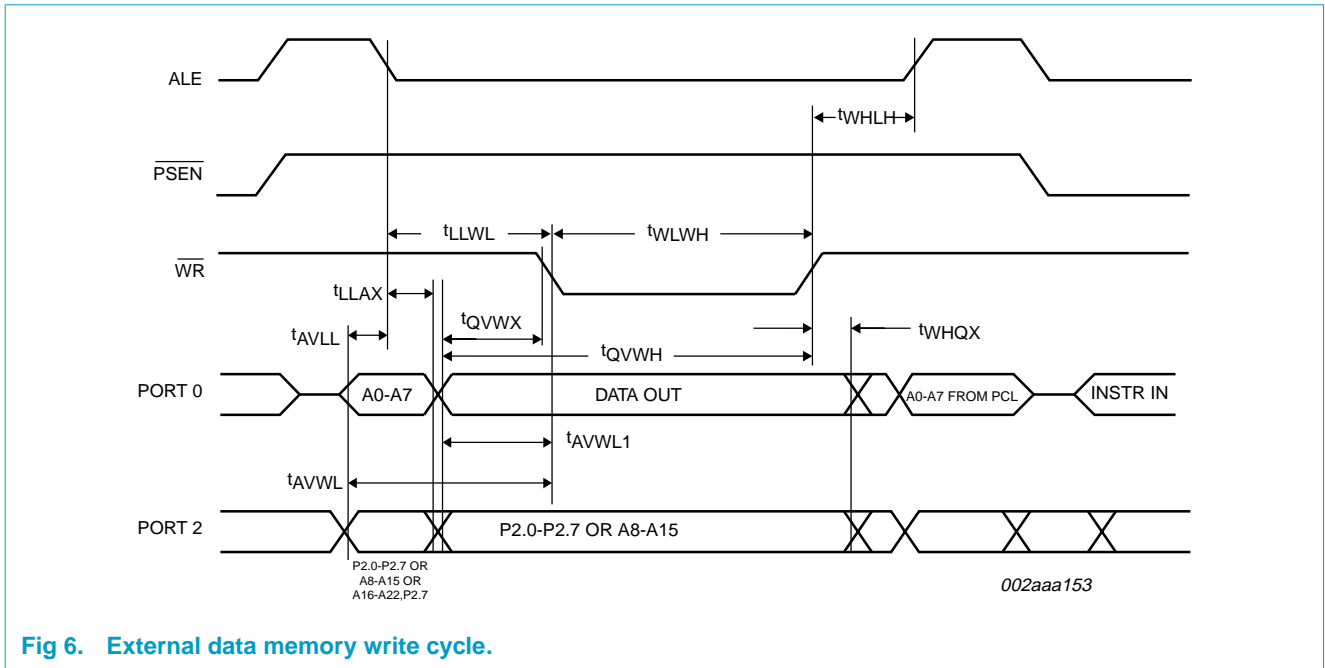 ALE
tWHLH
PSEN
tLLWL
tWLWH
WR
tLLAX
tQVWX
tAVLL
tWHQX
tQVWH
PORT 0
A0-A7
DATA OUT
A0-A7 FROM PCL
INSTR IN
tAVWL1
tAVWL
PORT 2
P2.0-P2.7 OR A8-A15
P2.0-P2.7 OR
A8-A15 OR
A16-A22,P2.7
002aaa153
Fig 6. External data memory write cycle.